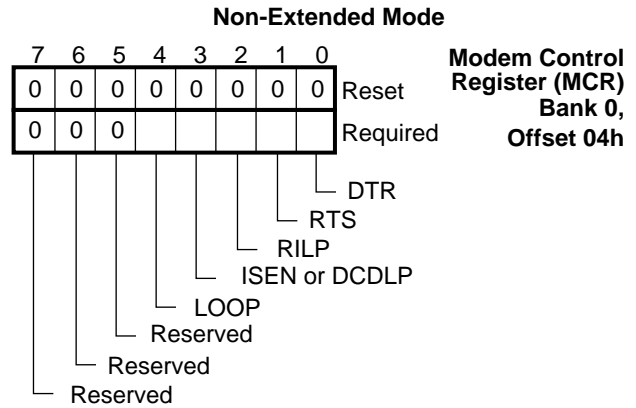 Non-Extended Mode
7 6 5 4 3 2 1 0
Modem Control
Register (MCR)
Bank 0,
Offset 04h
0 0 0 0 0 0 0 0 Reset
0 0 0 Required
DTR
RTS
RILP
ISEN or DCDLP
LOOP
Reserved
Reserved
Reserved